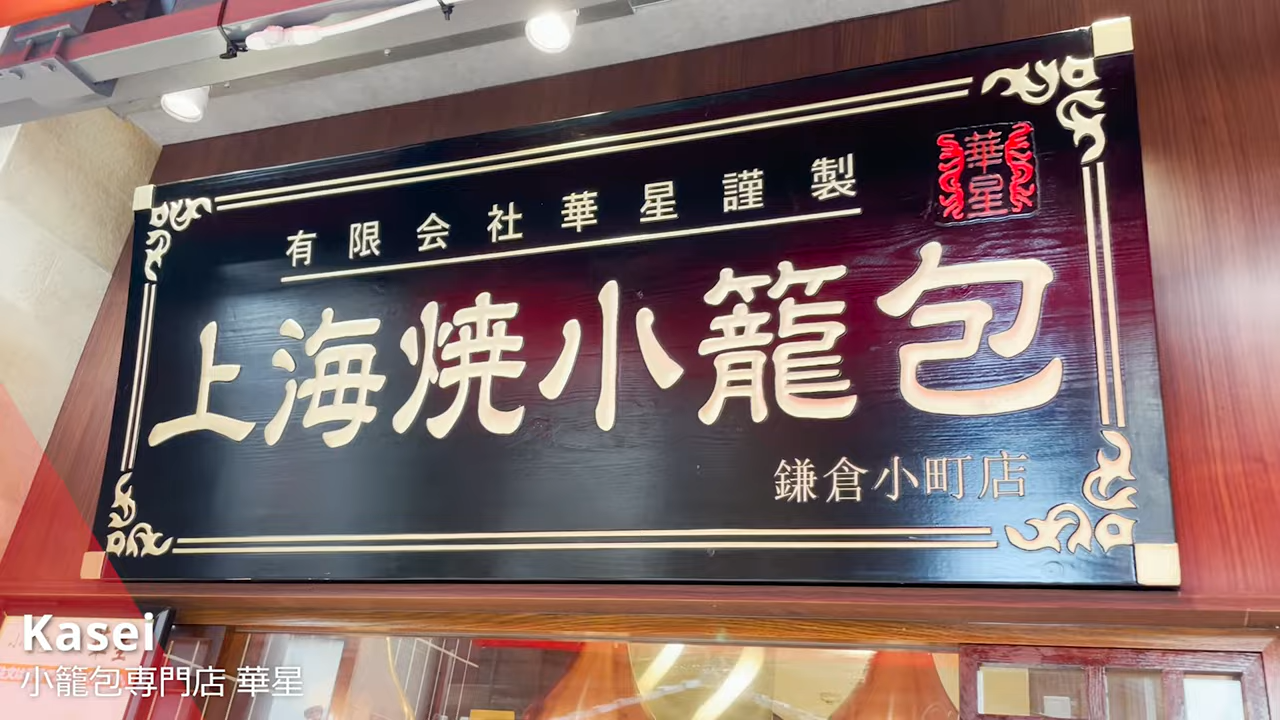 有限会社華星謹製
華星
上海焼小籠包
鎌倉小町店
Kasei
小籠包専門店 華星